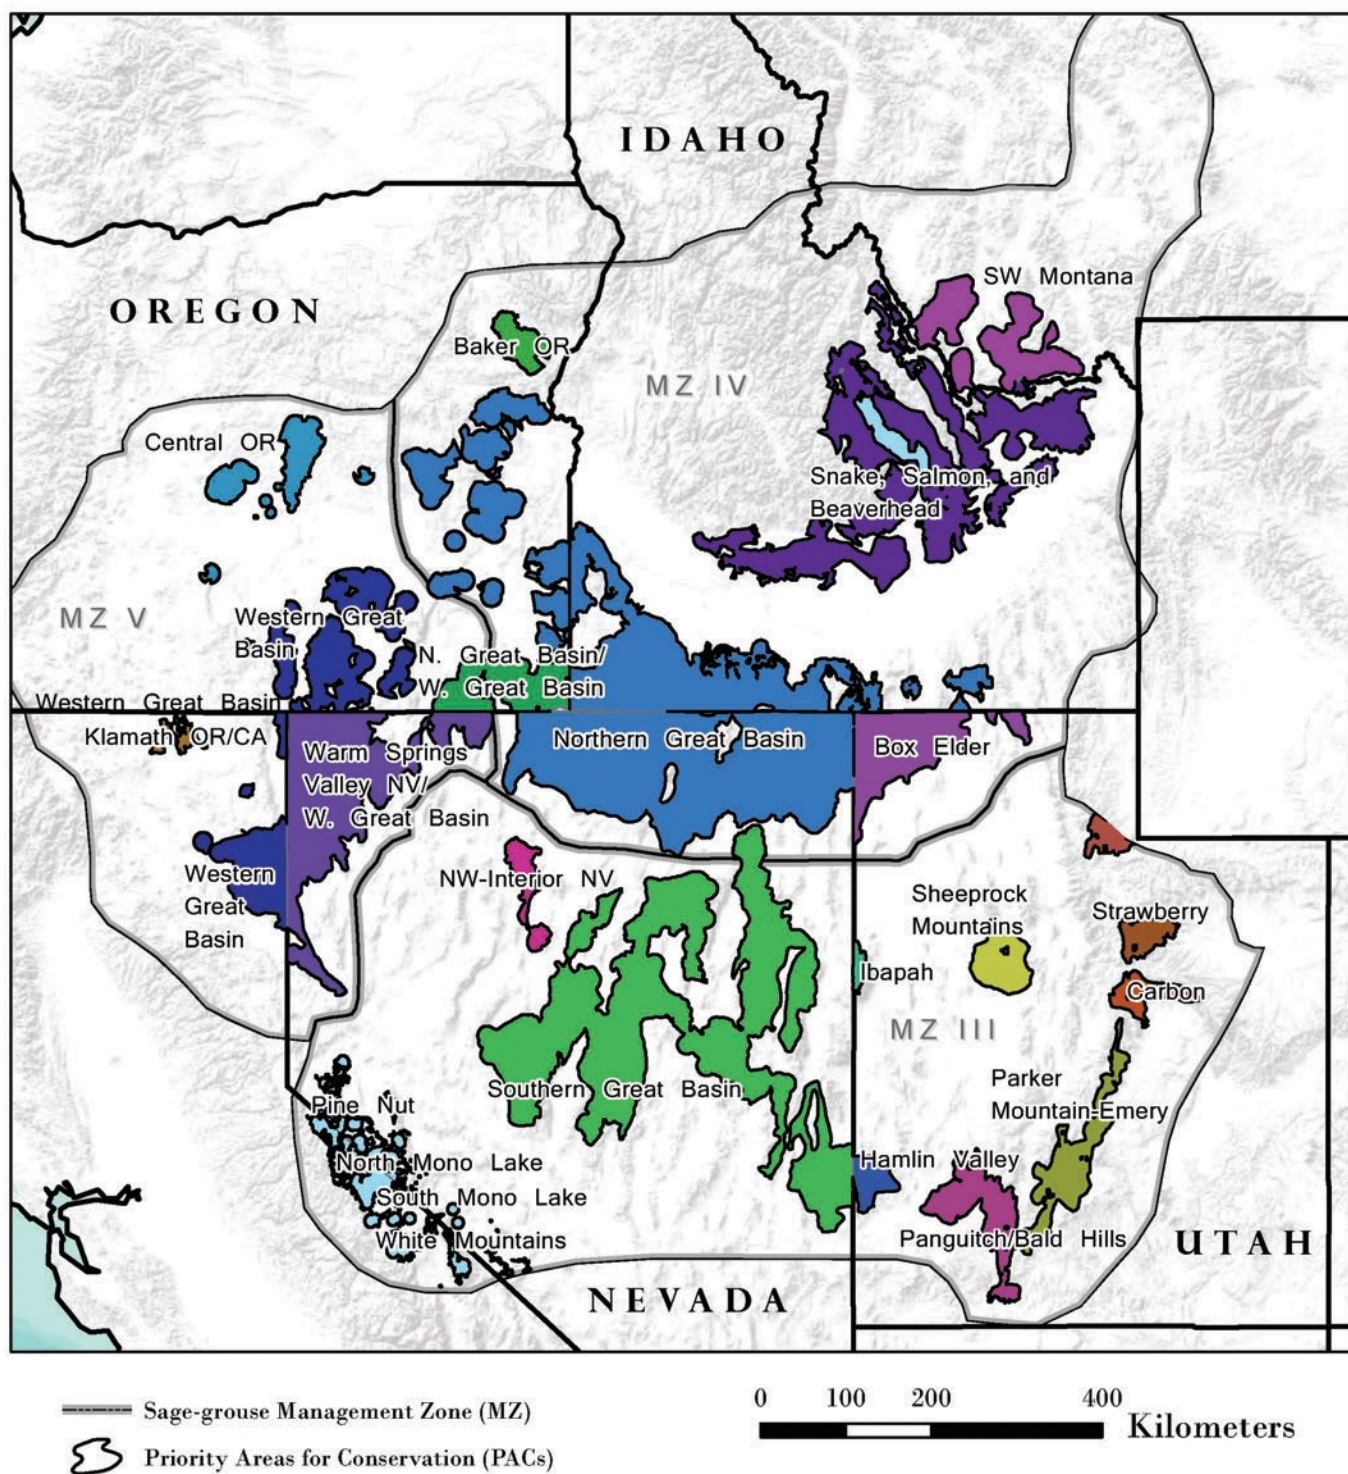 IDAHO
SW Montana
OREGON
Baker OR
MZ IV
Central OR
Snake, Salmon, and
Beaverhead
MZ V
Western Great
Basin
N. Great Basin/
W. Great Basin
Western Great Basin
Klamath OR/CA
Warm Springs
Valley NV/
W. Great Basin
Northern Great Basin
Box Elder
Western
Great
Basin
NW-Interior NV
Sheeprock
Mountains
Strawberry
Ibapah
Carbon
MZ III
Southern Great Basin
Parker
Mountain-Emery
Pine Nut
North Mono Lake
South Mono Lake
White Mountains
Hamlin Valley
Panguitch/Bald Hills
UTAH
NEVADA
Sage-grouse Management Zone (MZ)
Priority Areas for Conservation (PACs)
0 100 200 400
Kilometers